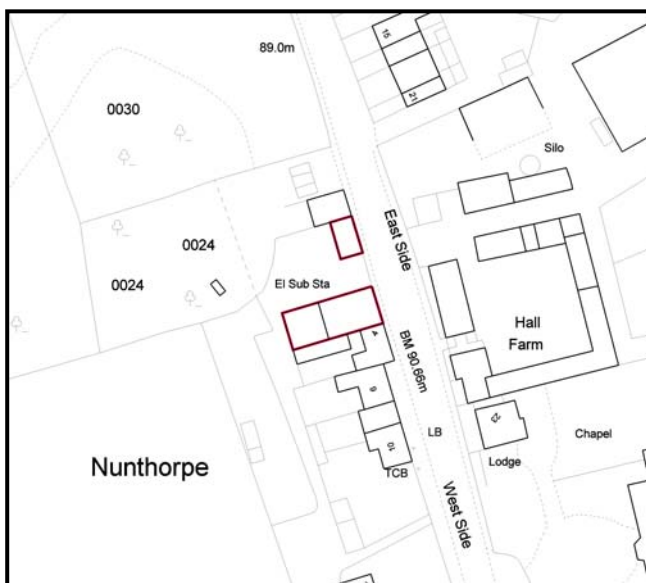 89.0m
15
21
0030
Silo
0024
0024
East Side
El Sub Sta
BM 90.66m
4
Hall
Farm
6
10
LB
Chapel
Lodge
Nunthorpe
TCB
West Side